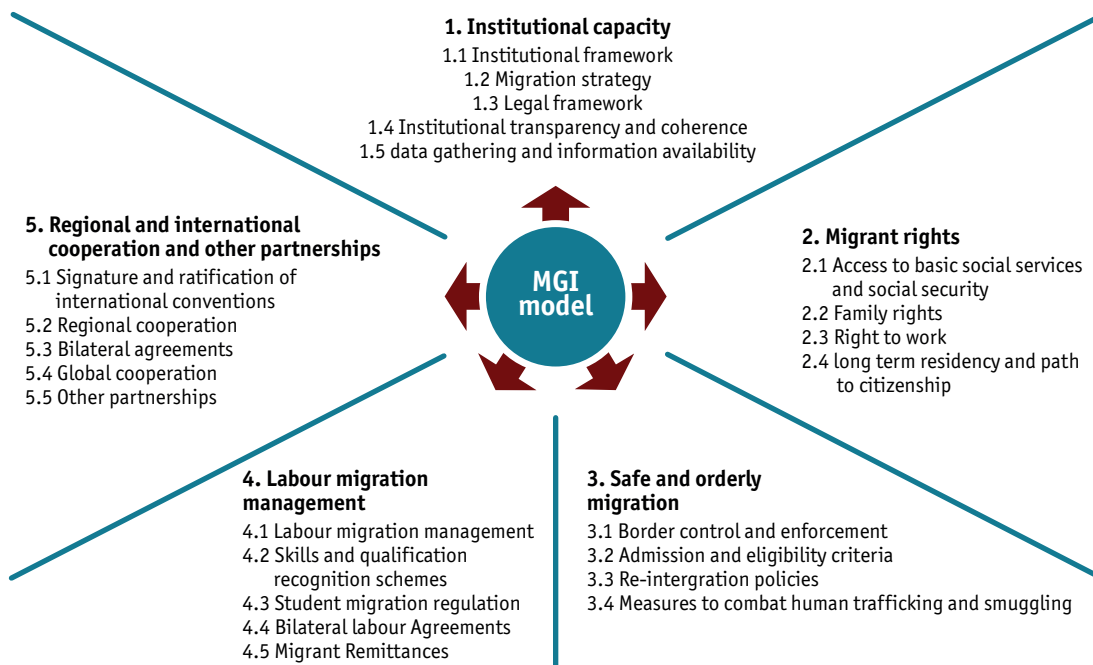 1. Institutional capacity
1.1 Institutional framework
1.2 Migration strategy
1.3 Legal framework
1.4 Institutional transparency and coherence
1.5 data gathering and information availability
5. Regional and international
cooperation and other partnerships
5.1 Signature and ratification of
international conventions
5.2 Regional cooperation
5.3 Bilateral agreements
5.4 Global cooperation
5.5 Other partnerships
MGI
model
2. Migrant rights
2.1 Access to basic social services
and social security
2.2 Family rights
2.3 Right to work
2.4 long term residency and path
to citizenship
4. Labour migration
management
4.1 Labour migration management
4.2 Skills and qualification
recognition schemes
4.3 Student migration regulation
4.4 Bilateral labour Agreements
4.5 Migrant Remittances
3. Safe and orderly
migration
3.1 Border control and enforcement
3.2 Admission and eligibility criteria
3.3 Re-intergration policies
3.4 Measures to combat human trafficking and smuggling